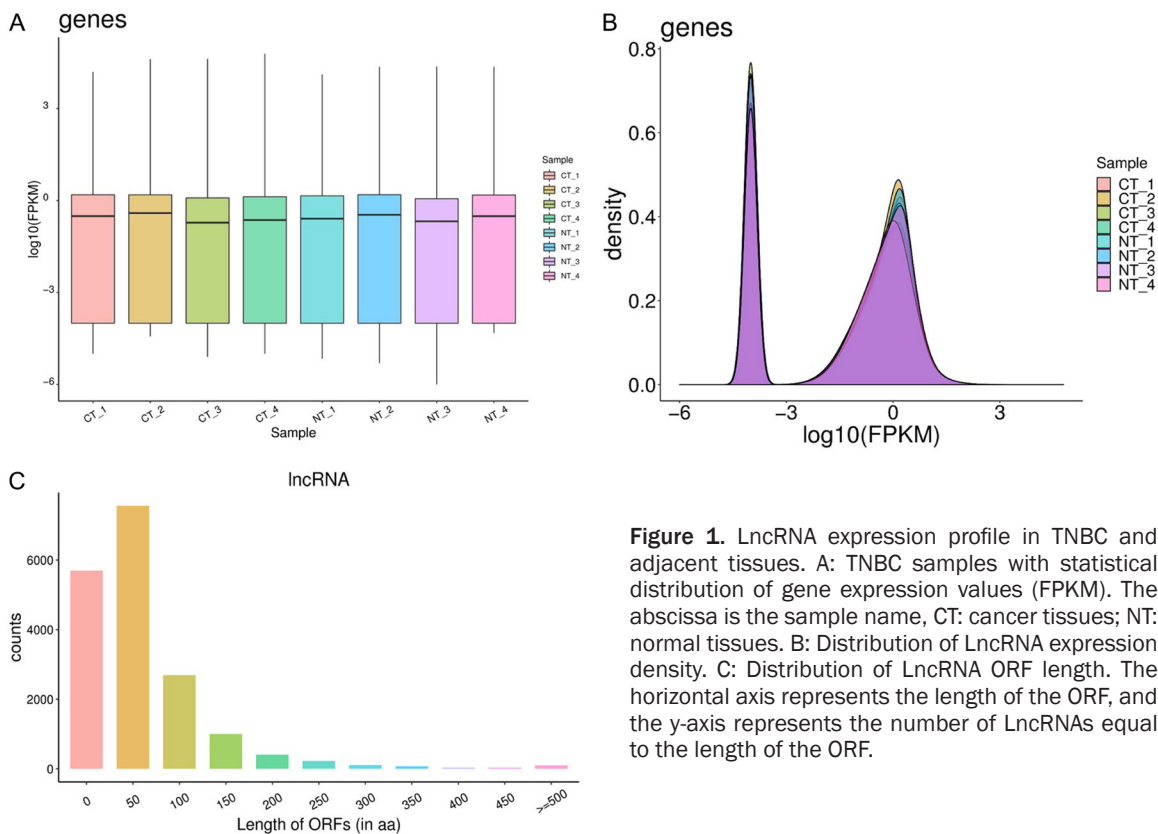 A
genes
log10(FPKM)
3
0
−3
−6
CT_1
CT_2
CT_3
CT_4
NT_1
NT_2
NT_3
NT_4
Sample
Sample
CT_1
CT_2
CT_3
CT_4
NT_1
NT_2
NT_3
NT_4
B
genes
density
0.8
0.6
0.4
0.2
0.0
−6
−3
0
3
log10(FPKM)
Sample
CT_1
CT_2
CT_3
CT_4
NT_1
NT_2
NT_3
NT_4
C
lncRNA
counts
6000
4000
2000
0
0
50
100
150
200
250
300
350
400
450
>=500
Length of ORFs (in aa)
Figure 1. LncRNA expression profile in TNBC and
adjacent tissues. A: TNBC samples with statistical
distribution of gene expression values (FPKM). The
abscissa is the sample name, CT: cancer tissues; NT:
normal tissues. B: Distribution of LncRNA expression
density. C: Distribution of LncRNA ORF length. The
horizontal axis represents the length of the ORF, and
the y-axis represents the number of LncRNAs equal
to the length of the ORF.